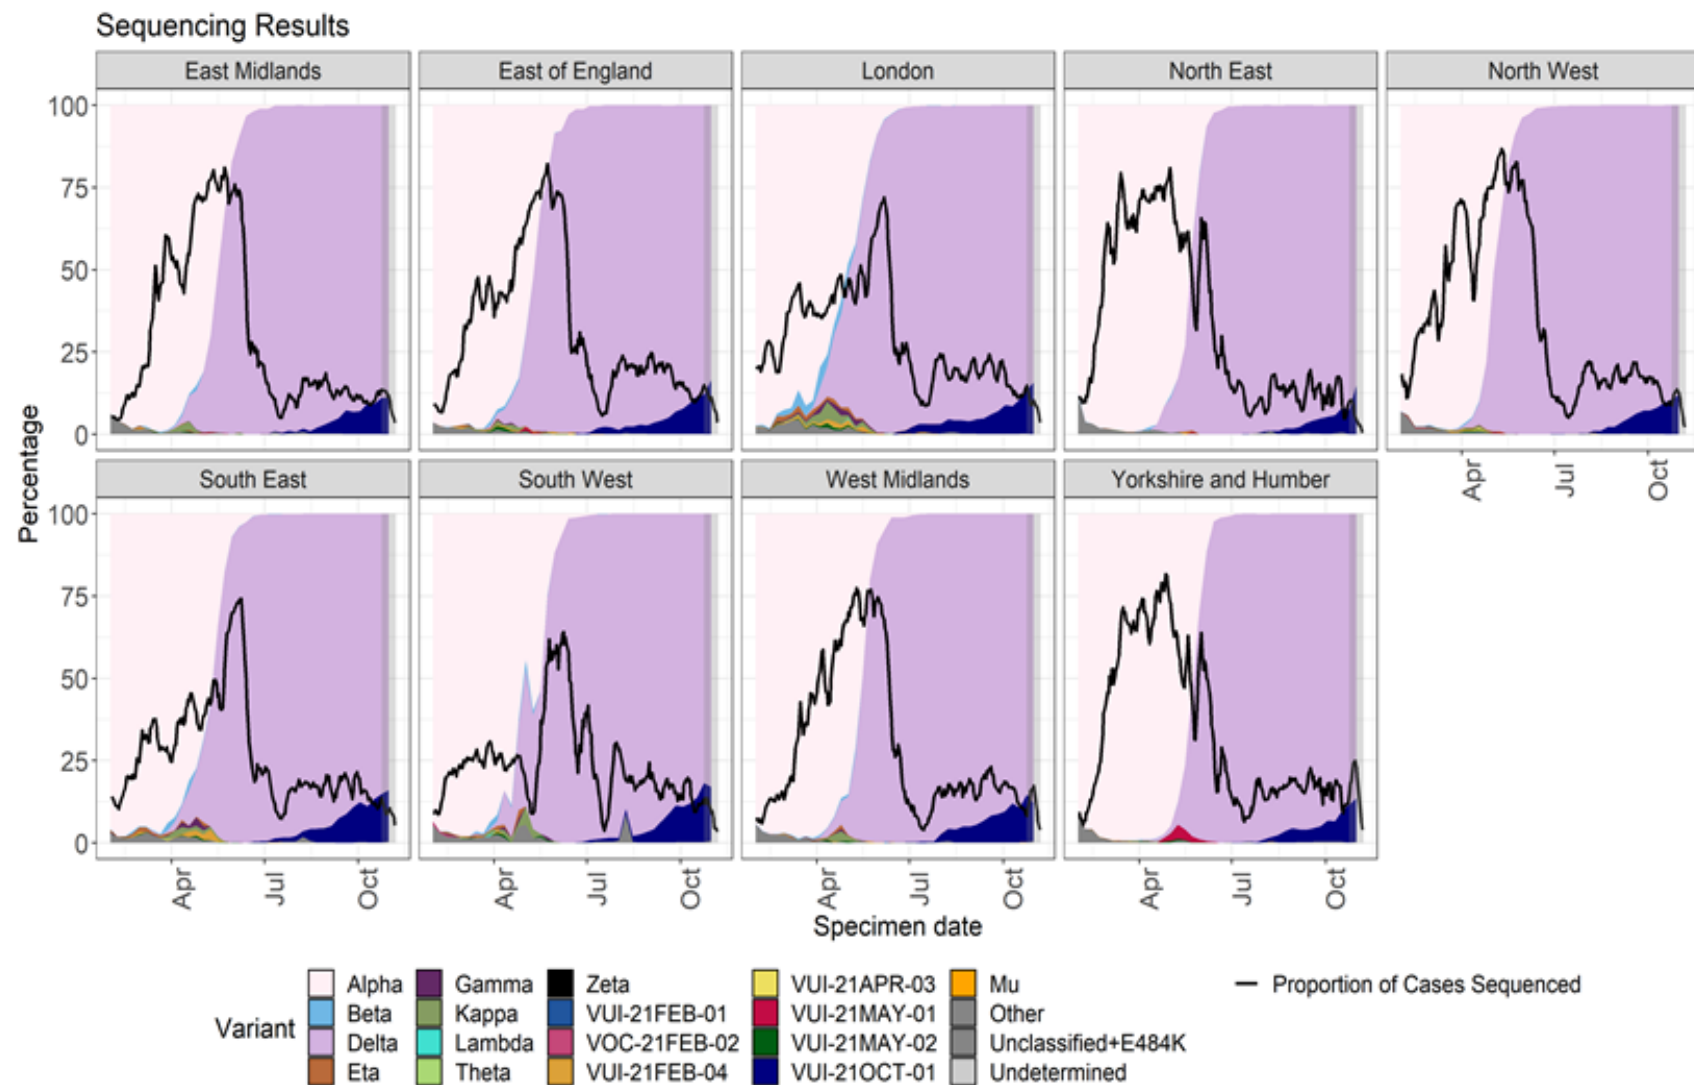 Sequencing Results
East Midlands
East of England
London
North East
North West
100
75
50
25
0
Apr
Jul
Oct
South East
South West
West Midlands
Yorkshire and Humber
100
75
50
25
0
Percentage
Apr
Jul
Oct
Apr
Jul
Oct
Apr
Jul
Oct
Apr
Jul
Oct
Specimen date
Variant
Alpha
Beta
Delta
Eta
Gamma
Kappa
Lambda
Theta
Zeta
VUI-21FEB-01
VOC-21FEB-02
VUI-21FEB-04
VUI-21APR-03
VUI-21MAY-01
VUI-21MAY-02
VUI-21OCT-01
Mu
Other
Unclassified+E484K
Undetermined
Proportion of Cases Sequenced